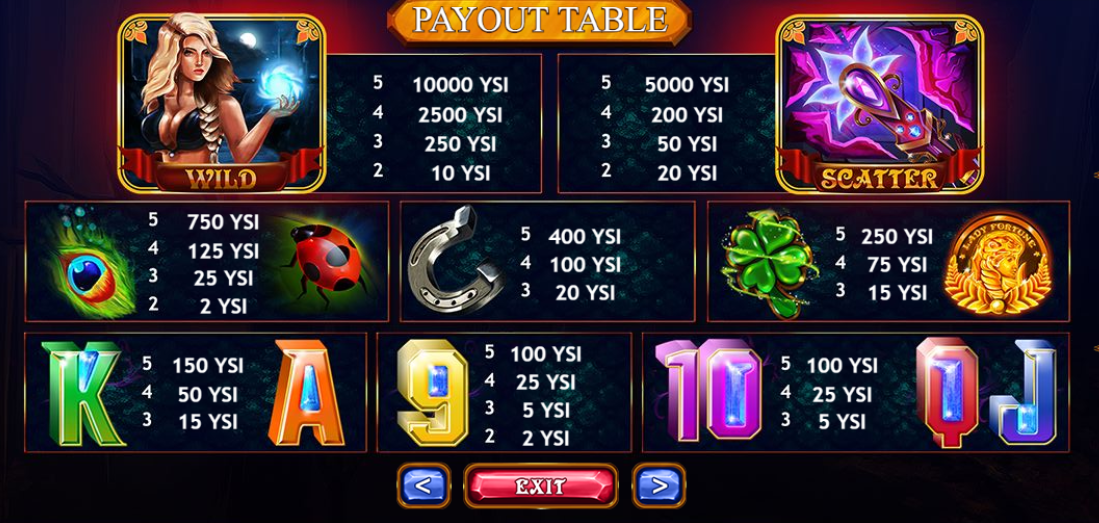 PAYOUT TABLE
WILD
5 10000 YSI
4 2500 YSI
3 250 YSI
2 10 YSI
5 5000 YSI
4 200 YSI
3 50 YSI
2 20 YSI
SCATTER
5 750 YSI
4 125 YSI
3 25 YSI
2 2 YSI
5 400 YSI
4 100 YSI
3 20 YSI
5 250 YSI
4 75 YSI
3 15 YSI
LADY FORTUNE
K
5 150 YSI
4 50 YSI
3 15 YSI
A
9
5 100 YSI
4 25 YSI
3 5 YSI
2 2 YSI
10
5 100 YSI
4 25 YSI
3 5 YSI
Q J
< EXIT >